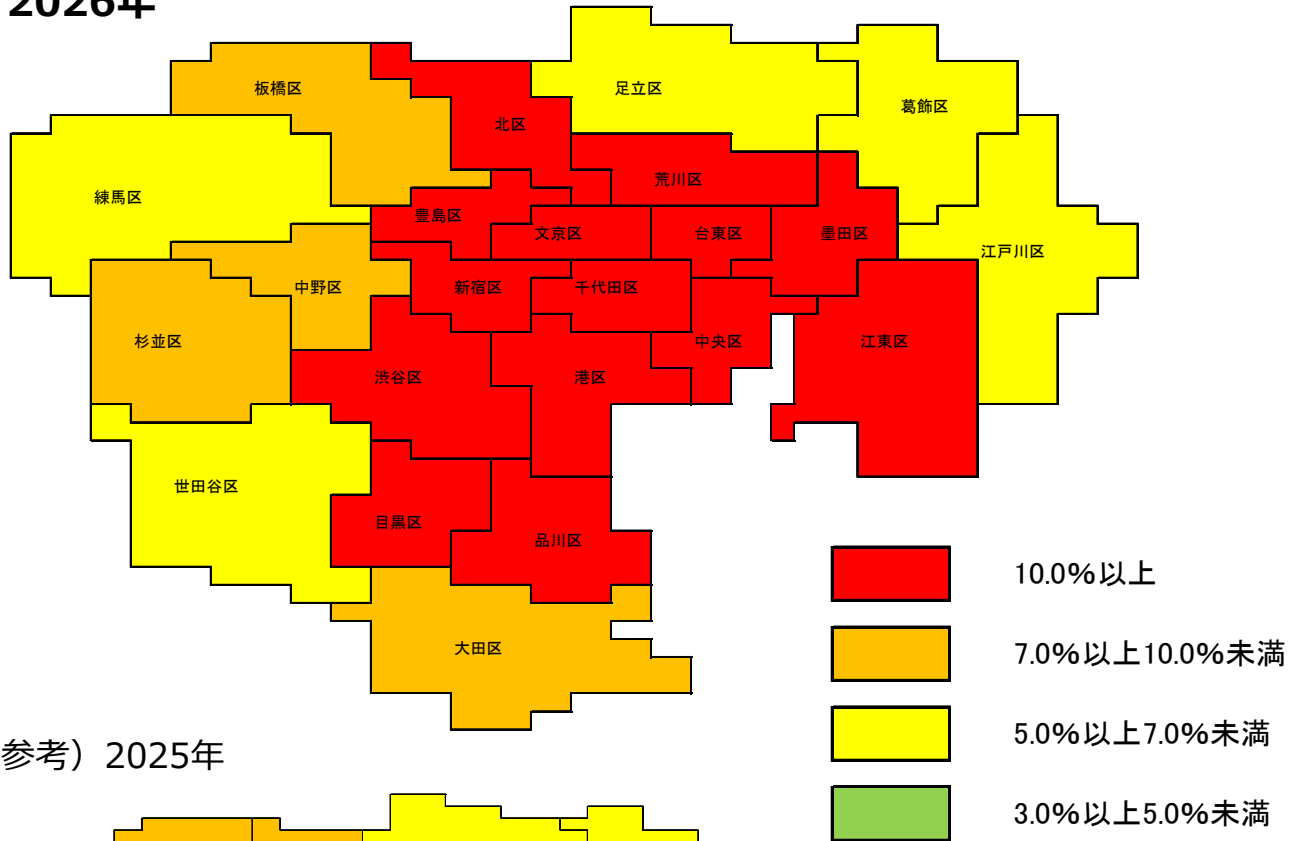 2026年
板橋区
足立区
葛飾区
北区
荒川区
練馬区
豊島区
文京区
台東区
墨田区
江戸川区
中野区
新宿区
千代田区
杉並区
中央区
江東区
渋谷区
港区
世田谷区
目黒区
品川区
大田区
10.0%以上
7.0%以上10.0%未満
5.0%以上7.0%未満
3.0%以上5.0%未満
参考）2025年